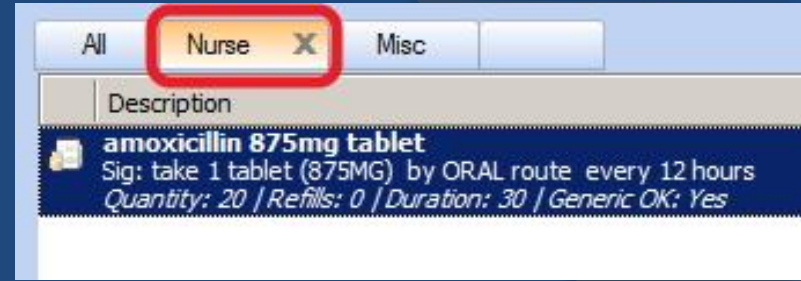 All Nurse X Misc
Description
amoxicillin 875mg tablet
Sig: take 1 tablet (875MG) by ORAL route every 12 hours
Quantity: 20 / Refills: 0 / Duration: 30 / Generic OK: Yes